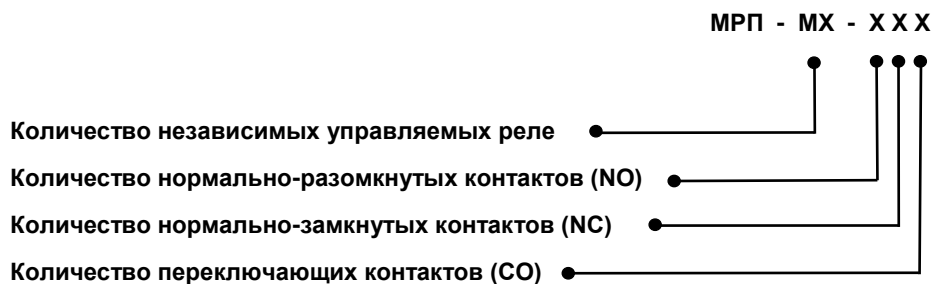 МРП - МХ - Х Х Х
Количество независимых управляемых реле
Количество нормально-разомкнутых контактов (NO)
Количество нормально-замкнутых контактов (NC)
Количество переключающих контактов (CO)